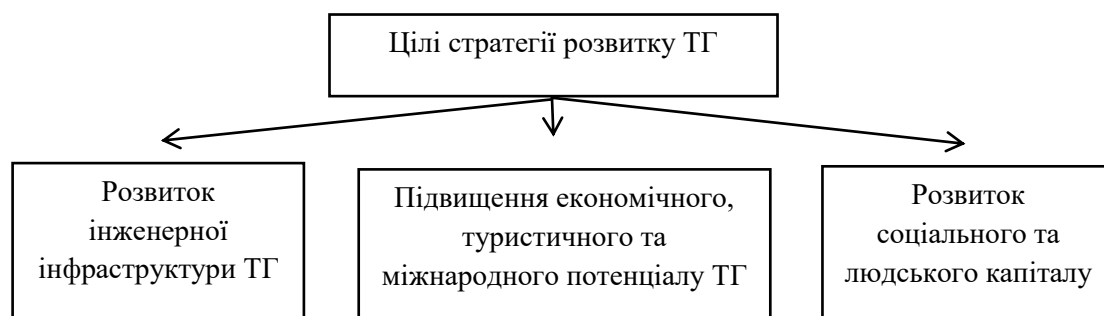 Цілі стратегії розвитку ТГ
Розвиток
інженерної
інфраструктури ТГ
Підвищення економічного,
туристичного та
міжнародного потенціалу ТГ
Розвиток
соціального та
людського капіталу